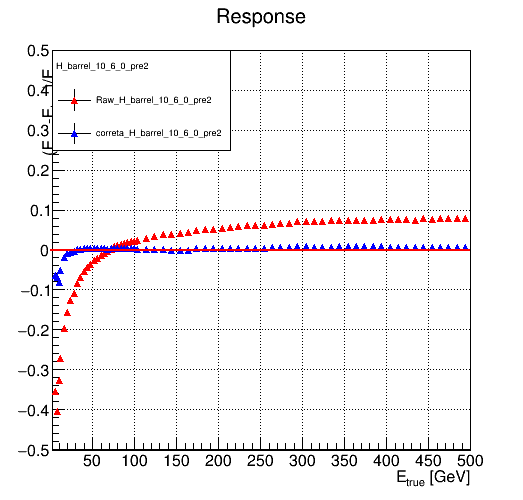 Response
H_barrel_10_6_0_pre2
Raw_H_barrel_10_6_0_pre2
correta_H_barrel_10_6_0_pre2
0.5
0.4
0.3
0.2
0.1
0
−0.1
−0.2
−0.3
−0.4
−0.5
50 100 150 200 250 300 350 400 450 500
E_true [GeV]